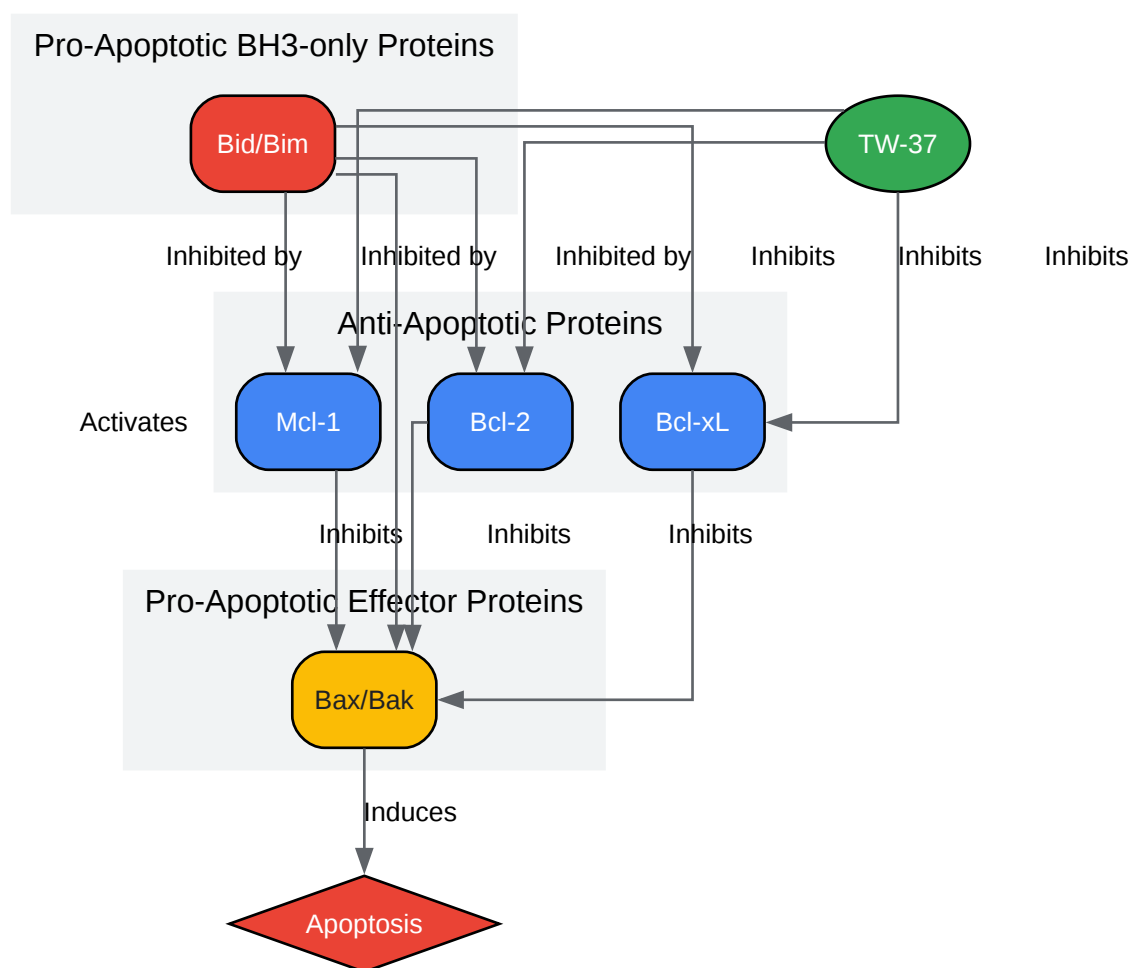 Pro-Apoptotic BH3-only Proteins
Bid/Bim
TW-37
Inhibited by
Inhibited by
Inhibited by
Inhibits
Inhibits
Inhibits
Anti-Apoptotic Proteins
Activates
Mcl-1
Bcl-2
Bcl-xL
Inhibits
Inhibits
Inhibits
Pro-Apoptotic Effector Proteins
Bax/Bak
Induces
Apoptosis